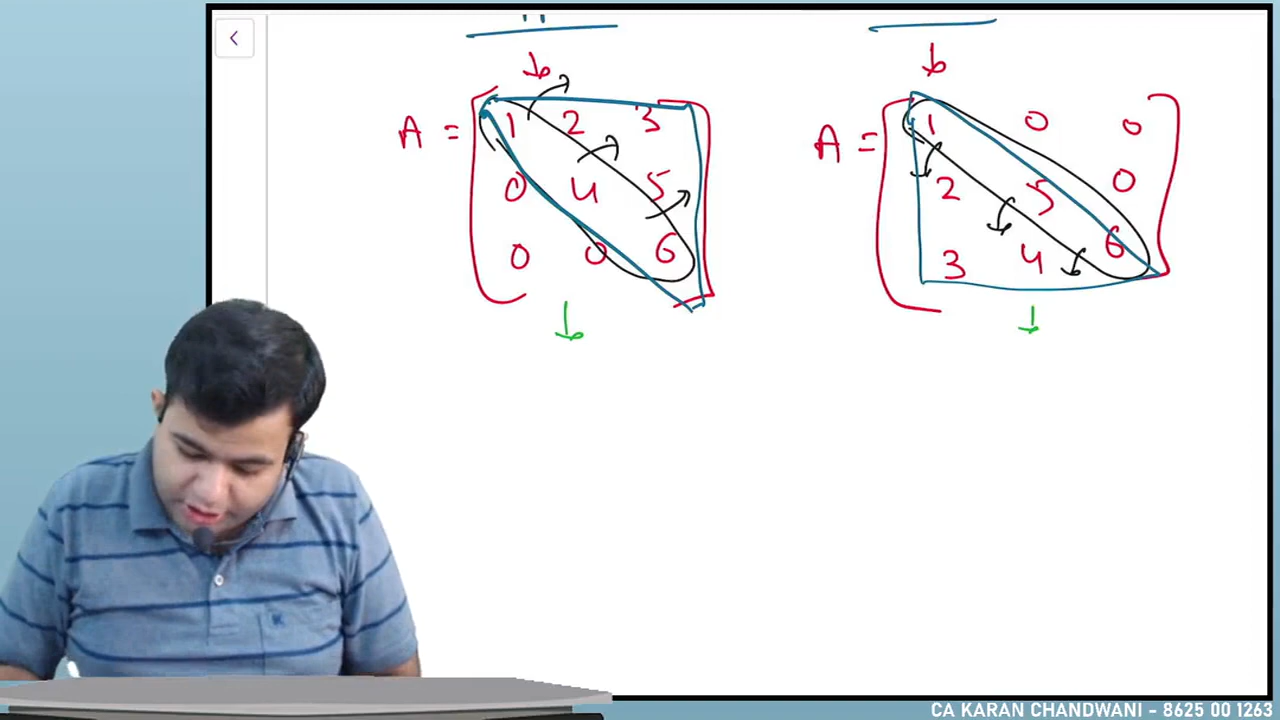 A = [ 1 2 3
0 4 5
0 0 6 ]
A = [ 1 0 0
2 5 0
3 4 6 ]
CA KARAN CHANDWANI - 8625 00 1263